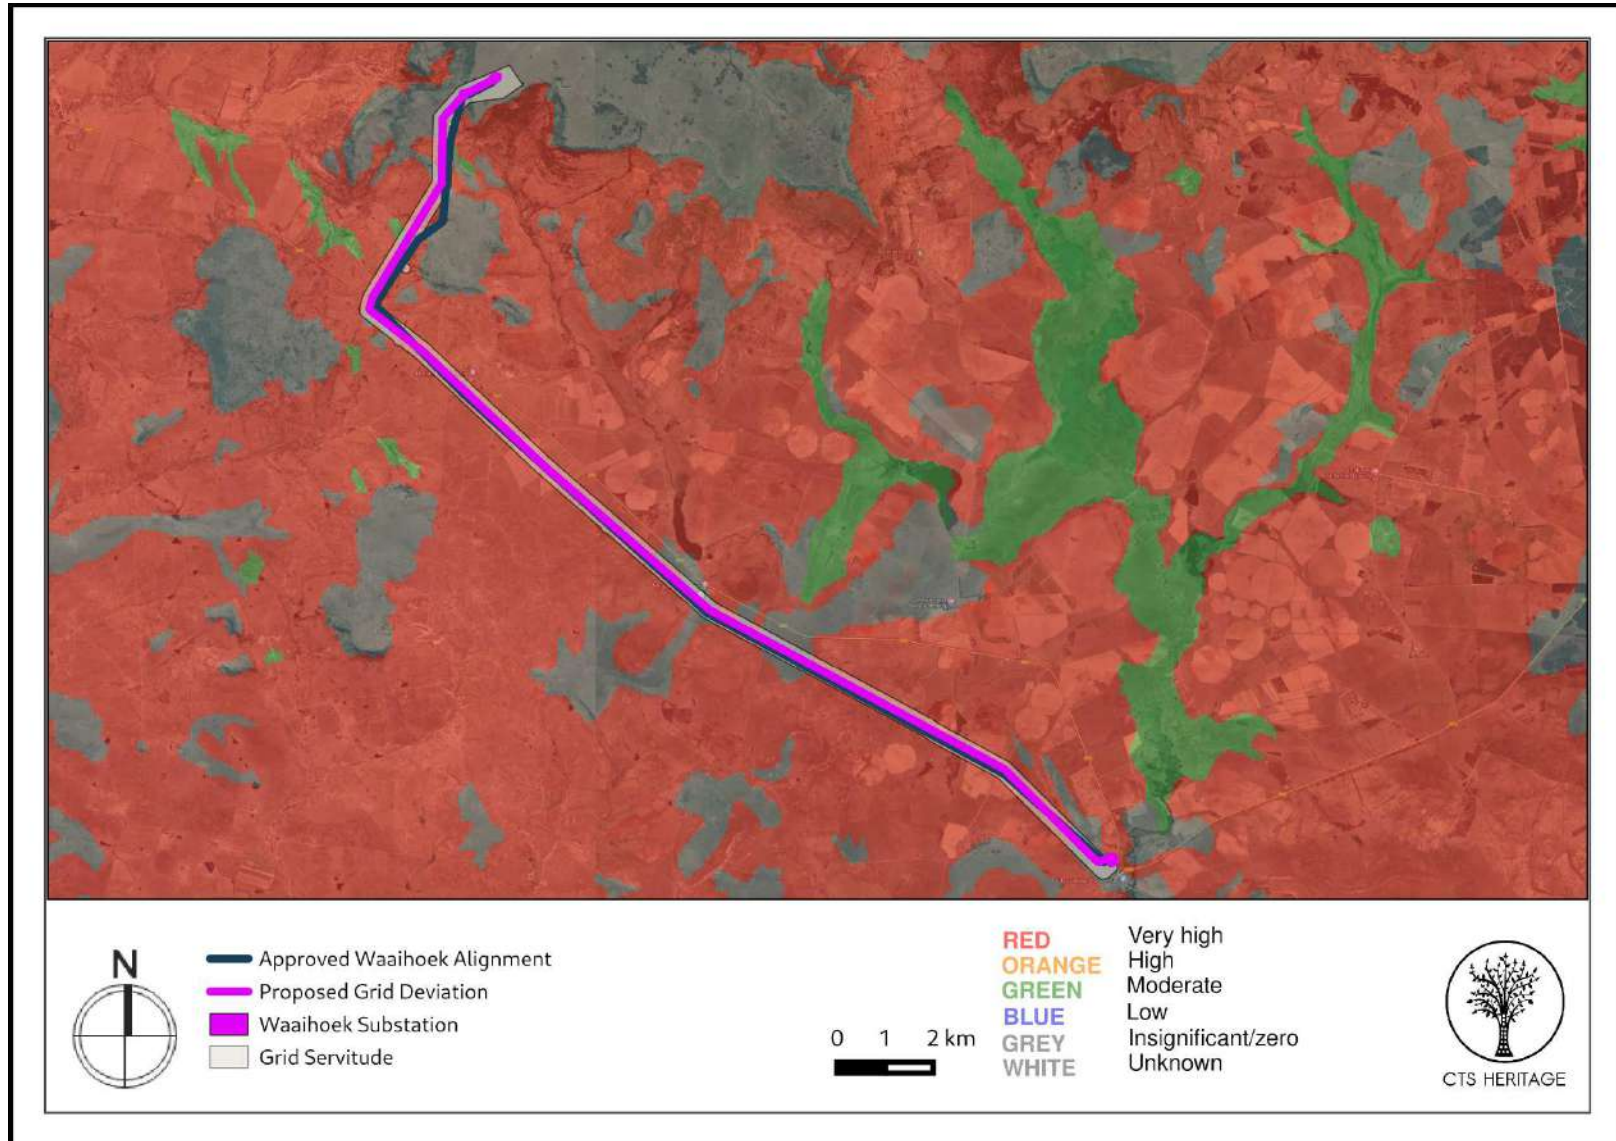 N
Approved Waaihoek Alignment
Proposed Grid Deviation
Waaihoek Substation
Grid Servitude
0 1 2 km
RED Very high
ORANGE High
GREEN Moderate
BLUE Low
GREY Insignificant/zero
WHITE Unknown
CTS HERITAGE